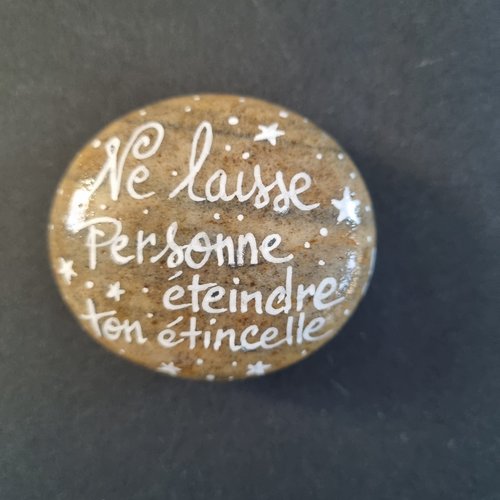 Ne laisse
Personne
éteindre
ton étincelle